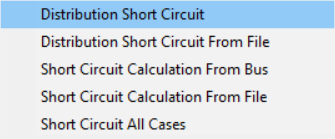 Distribution Short Circuit
Distribution Short Circuit From File
Short Circuit Calculation From Bus
Short Circuit Calculation From File
Short Circuit All Cases